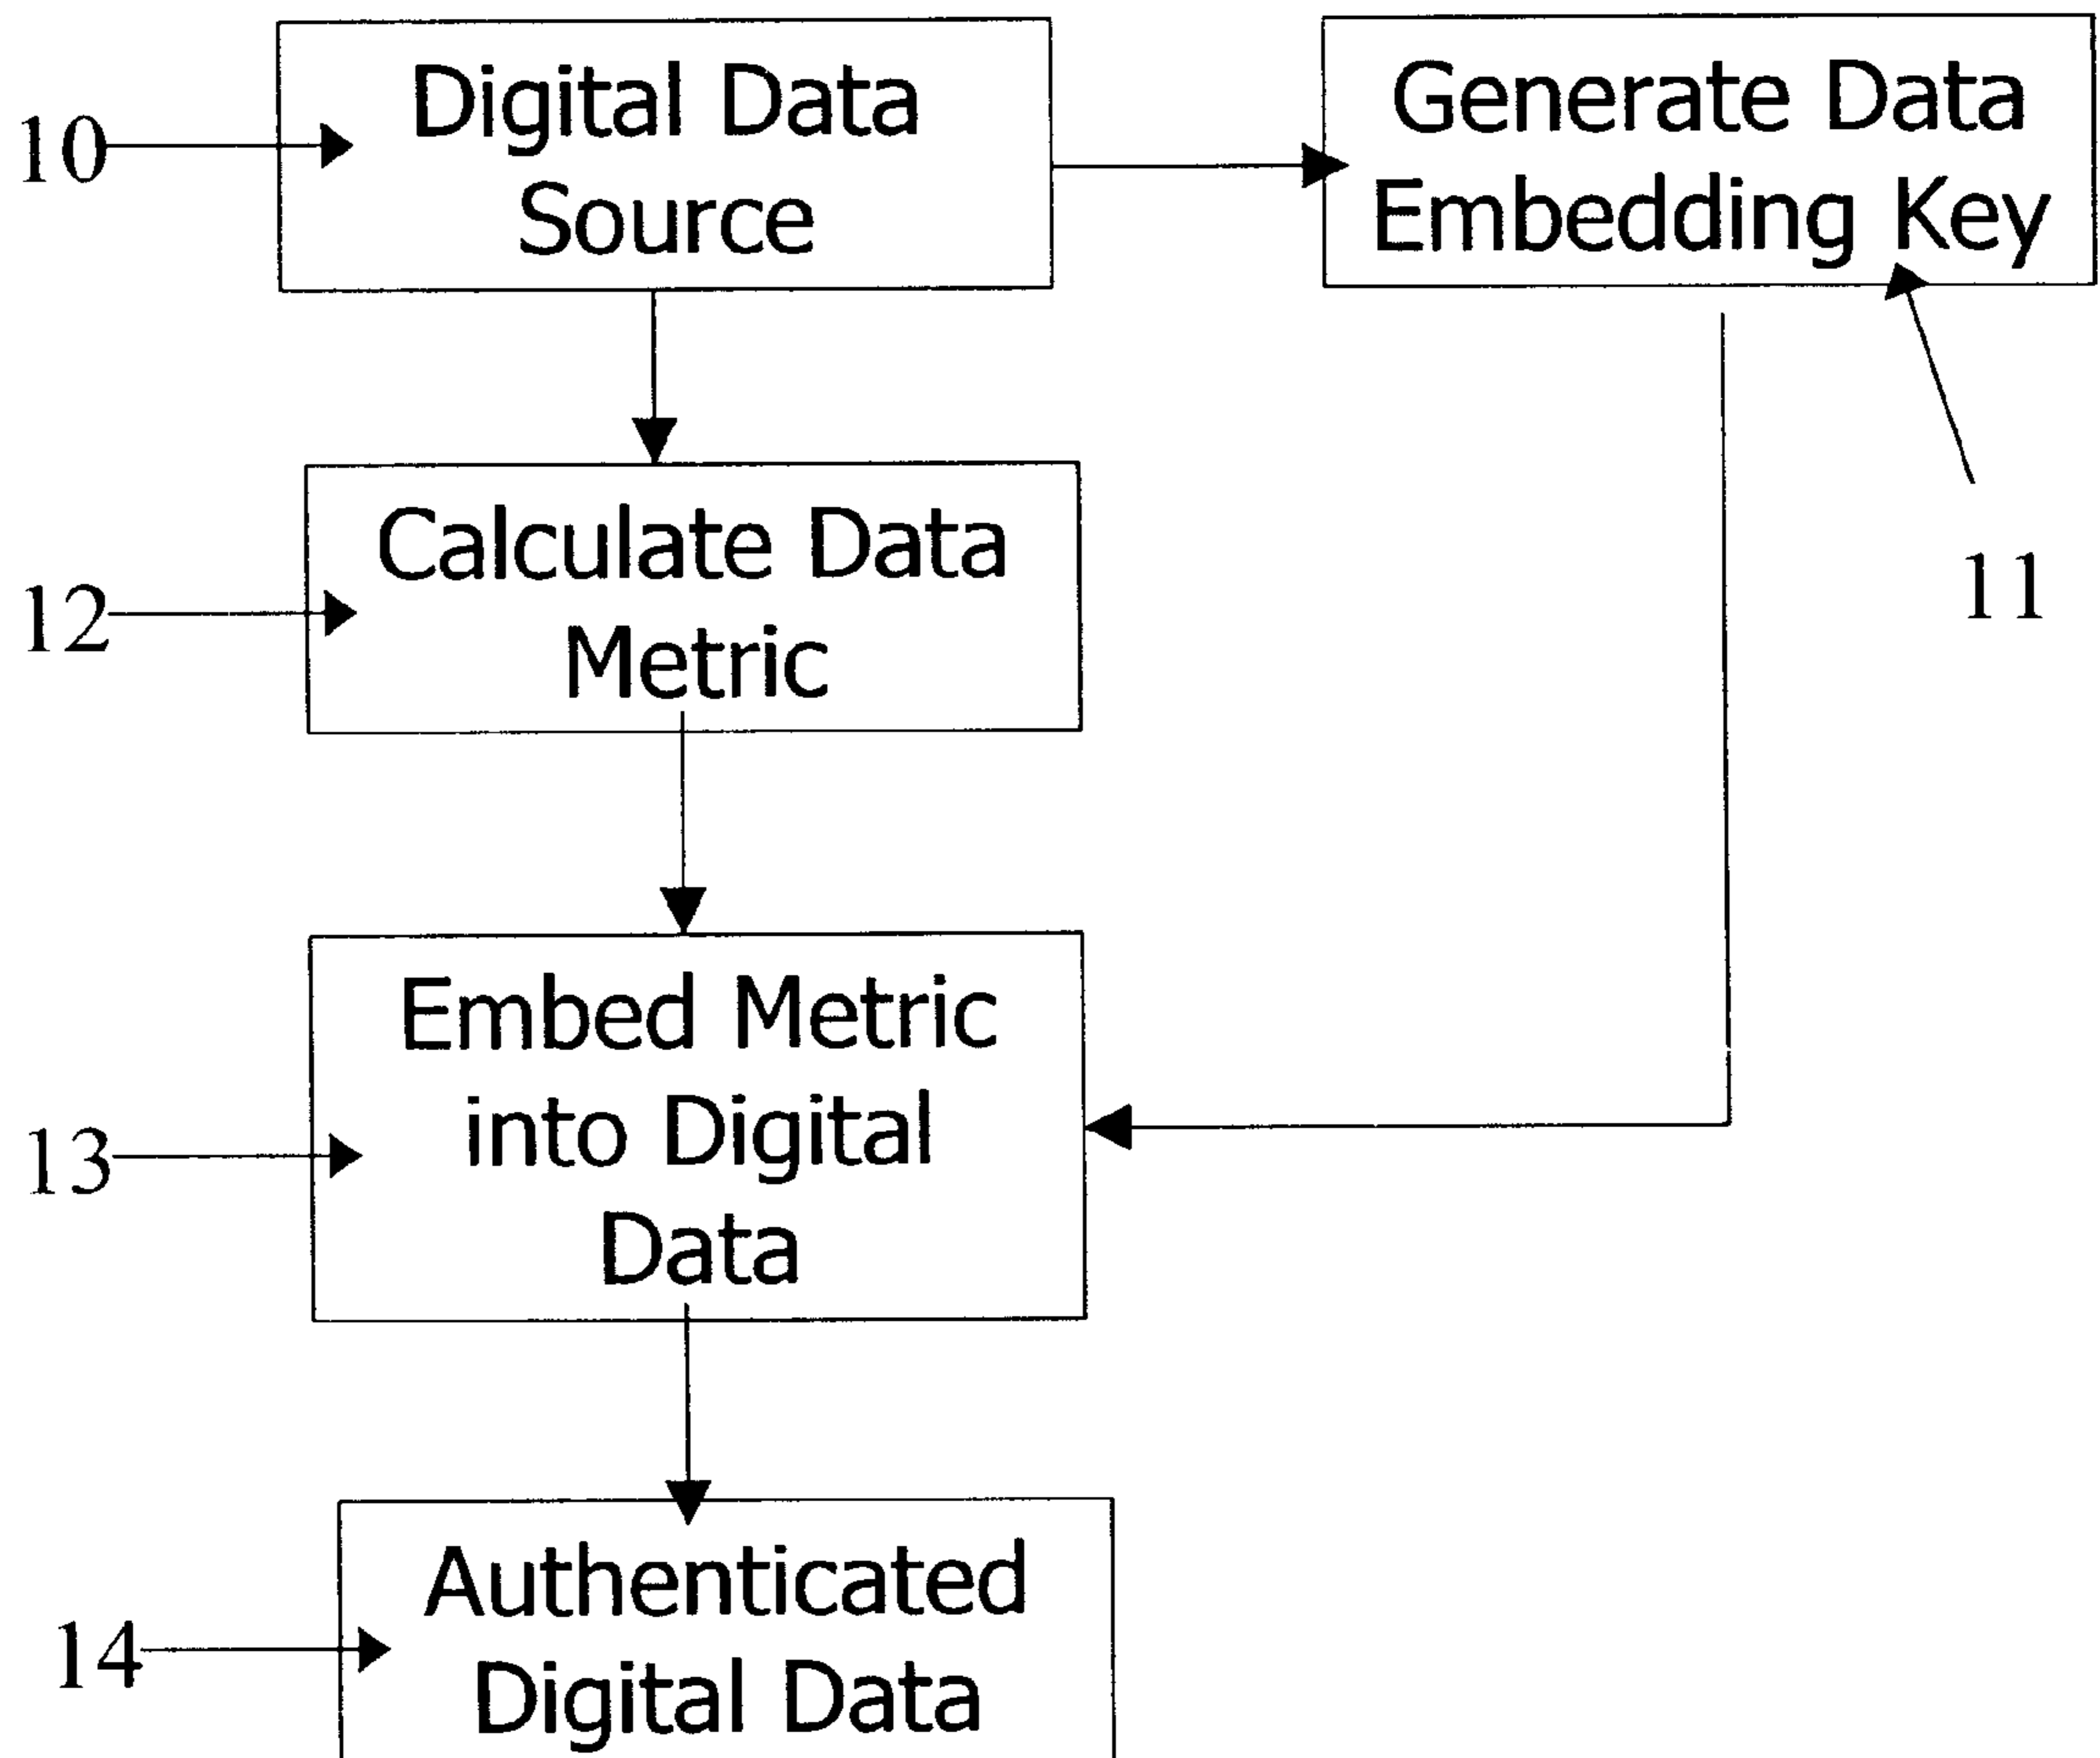 Digital Data
Source
Generate Data
Embedding Key
10
11
Calculate Data
Metric
12
Embed Metric
into Digital
Data
13
Authenticated
Digital Data
14